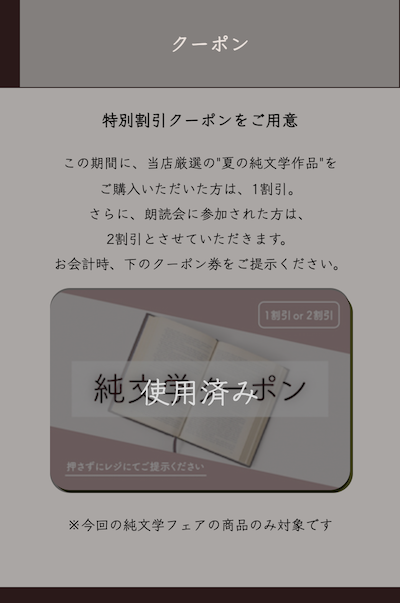 クーポン
特別割引クーポンをご用意
この期間に、当店厳選の"夏の純文学作品"を
ご購入いただいた方は、1割引。
さらに、朗読会に参加された方は、
2割引とさせていただきます。
お会計時、下のクーポン券をご提示ください。
1割引 or 2割引
純文学クーポン
使用済み
押さずにレジにてご提示ください
※今回の純文学フェアの商品のみ対象です